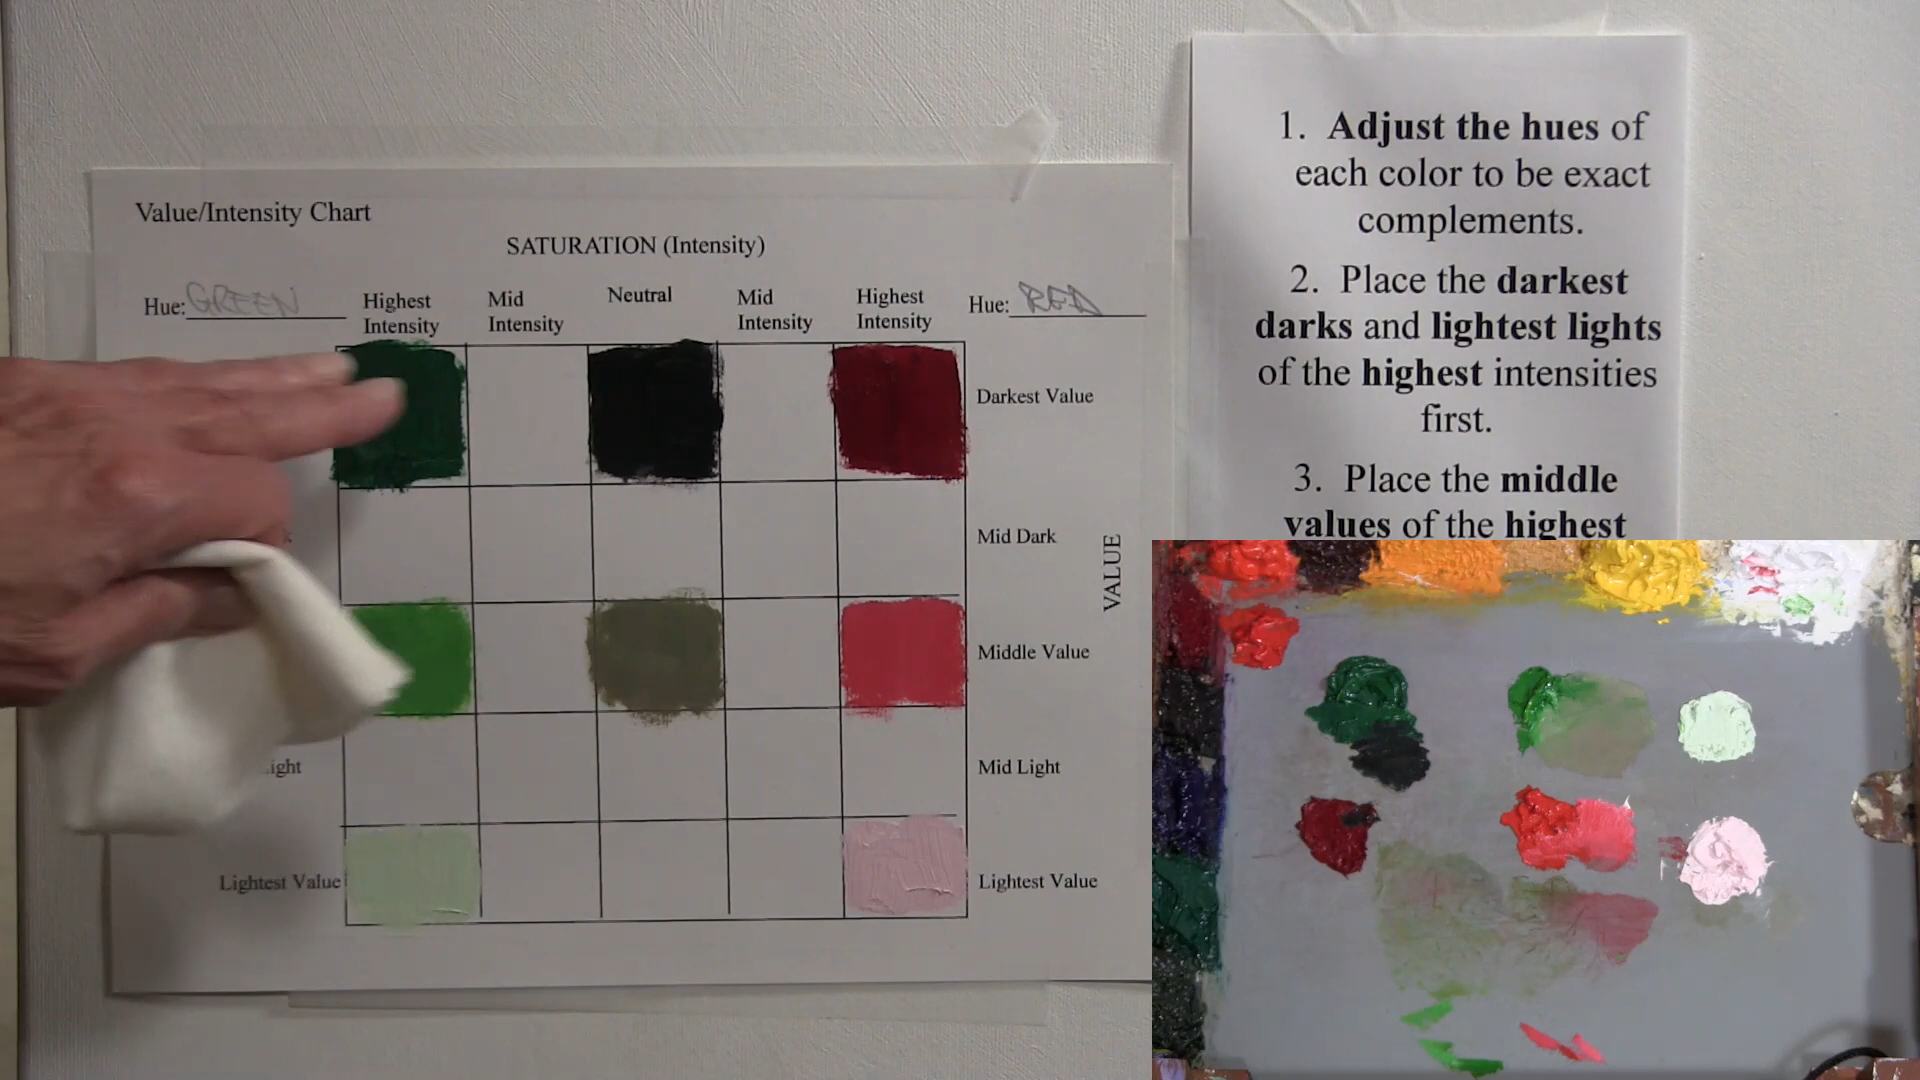 Value/Intensity Chart
SATURATION (Intensity)
Hue: GREEN
Highest
Intensity
Mid
Intensity
Neutral
Mid
Intensity
Highest
Intensity
Hue: RED
Darkest Value
Mid Dark
Middle Value
Mid Light
Lightest Value
Lightest Value
VALUE
1. Adjust the hues of
each color to be exact
complements.
2. Place the darkest
darks and lightest lights
of the highest intensities
first.
3. Place the middle
values of the highest